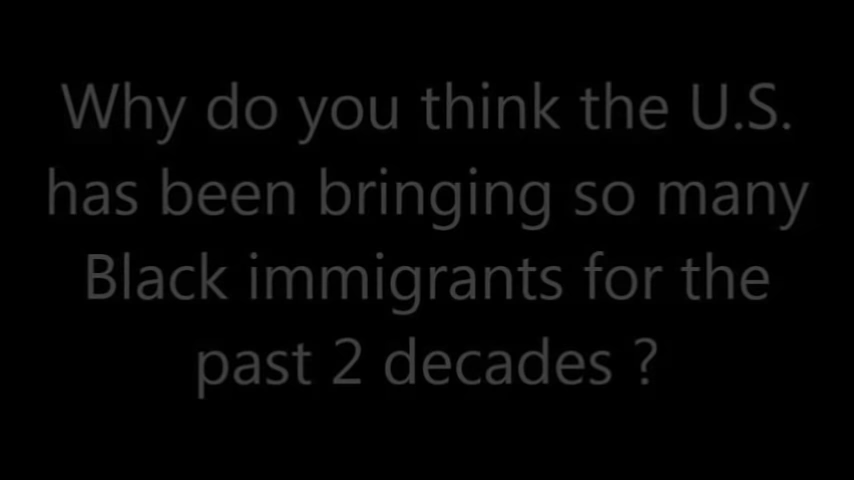 Why do you think the U.S.
has been bringing so many
Black immigrants for the
past 2 decades ?